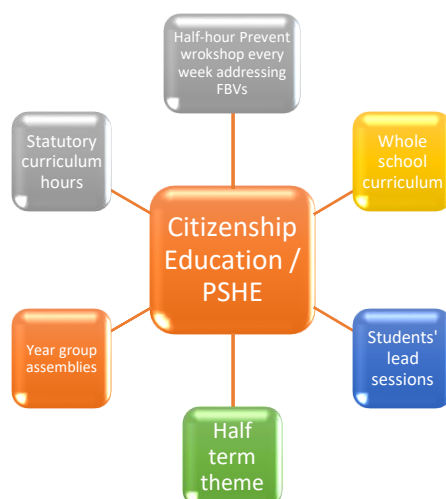 Half-hour Prevent
wrokshop every
week addressing
FBVs
Statutory
curriculum
hours
Whole
school
curriculum
Citizenship
Education /
PSHE
Year group
assemblies
Students'
lead
sessions
Half
term
theme